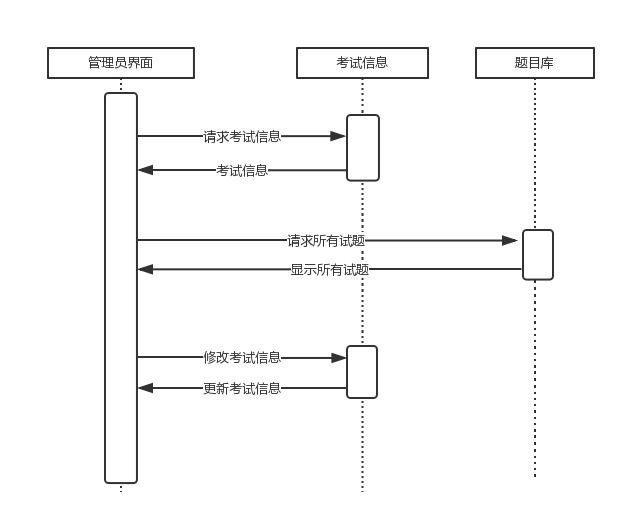 管理员界面
考试信息
题目库
请求考试信息
考试信息
请求所有试题
显示所有试题
修改考试信息
更新考试信息